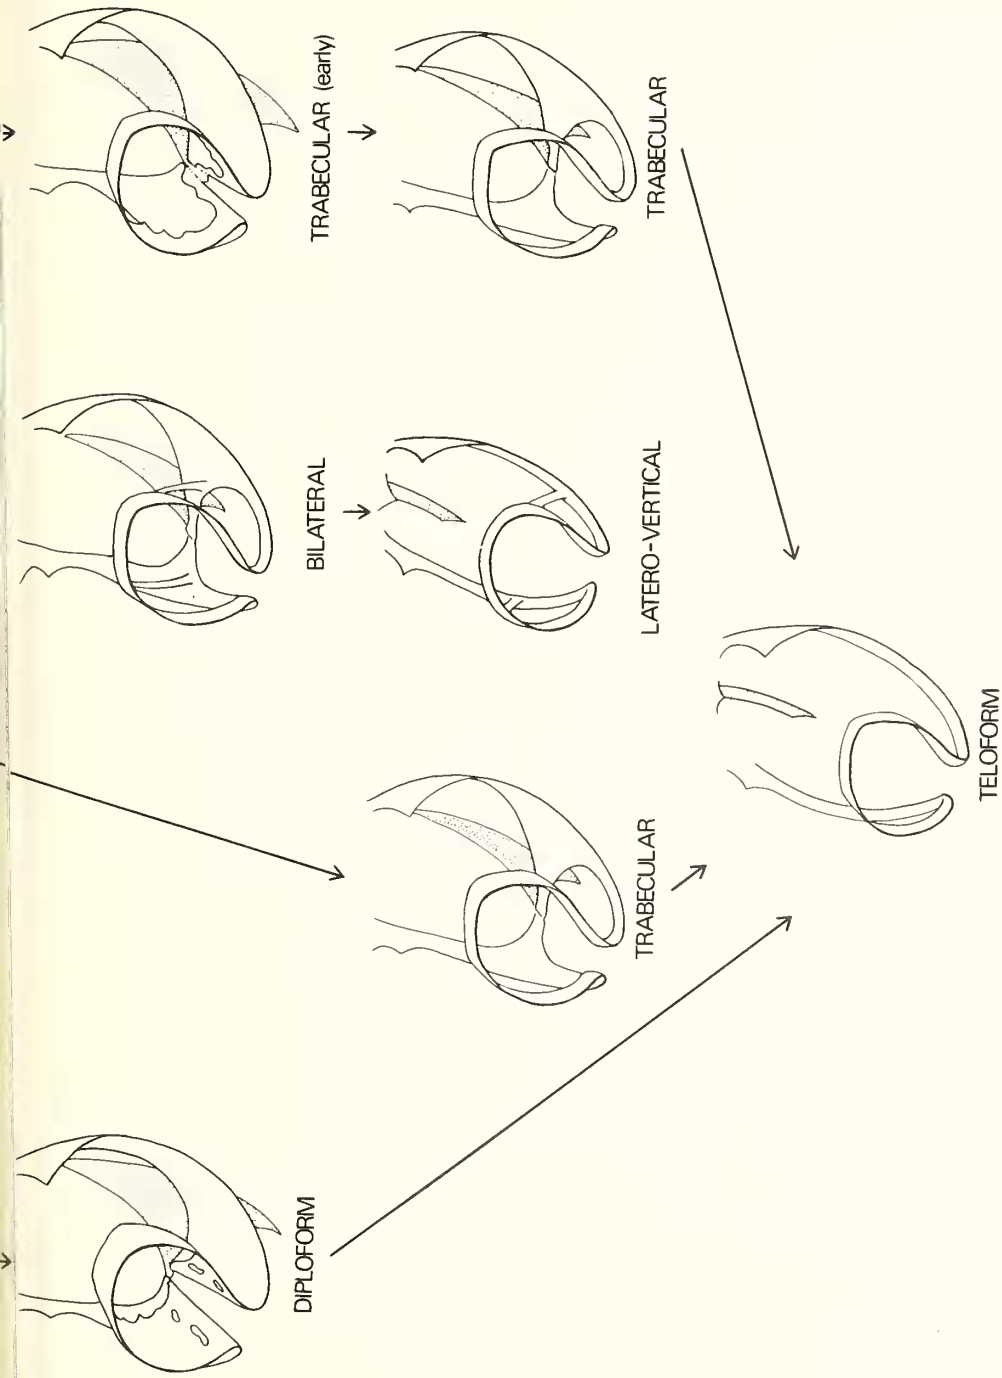 DIPLOFORM
BILATERAL
TRABECULAR (early)
TRABECULAR
LATERO-VERTICAL
TRABECULAR
TELOFORM